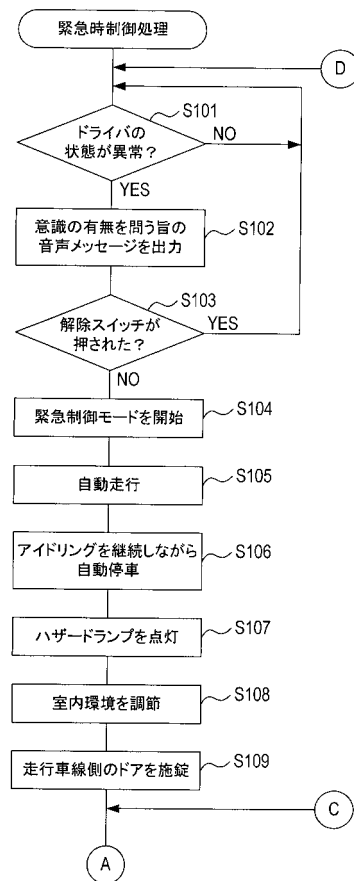 緊急時制御処理
D
S101
ドライバの
状態が異常?
NO
YES
意識の有無を問う旨の
音声メッセージを出力
S102
S103
解除スイッチが
押された?
YES
NO
緊急制御モードを開始
S104
自動走行
S105
アイドリングを継続しながら
自動停車
S106
ハザードランプを点灯
S107
室内環境を調節
S108
走行車線側のドアを施錠
S109
C
A